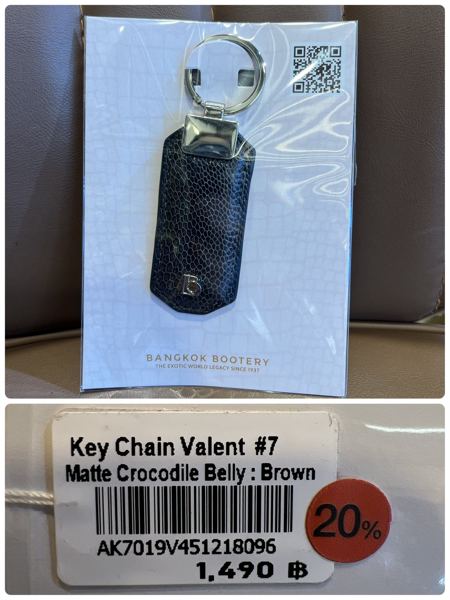 B
BANGKOK BOOTERY
THE EXOTIC WORLD LEGACY SINCE 1937
Key Chain Valent #7
Matte Crocodile Belly : Brown
20%
AK7019V451218096
1,490 ฿